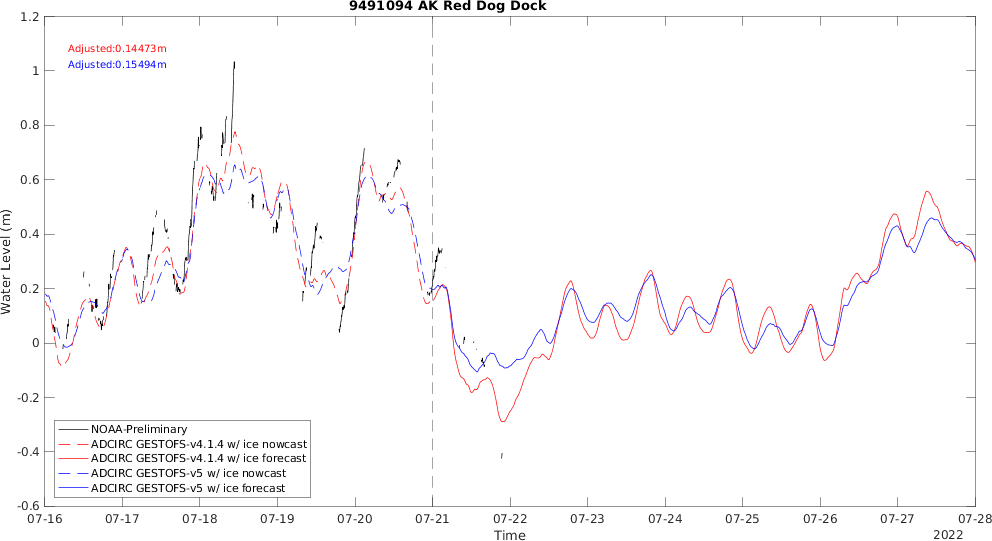 9491094 AK Red Dog Dock
Adjusted:0.14473m
Adjusted:0.15494m
Water Level (m)
1.2
1
0.8
0.6
0.4
0.2
0
-0.2
-0.4
-0.6
NOAA-Preliminary
ADCIRC GESTOFS-v4.1.4 w/ ice nowcast
ADCIRC GESTOFS-v4.1.4 w/ ice forecast
ADCIRC GESTOFS-v5 w/ ice nowcast
ADCIRC GESTOFS-v5 w/ ice forecast
07-16 07-17 07-18 07-19 07-20 07-21 07-22 07-23 07-24 07-25 07-26 07-27 07-28
Time
2022